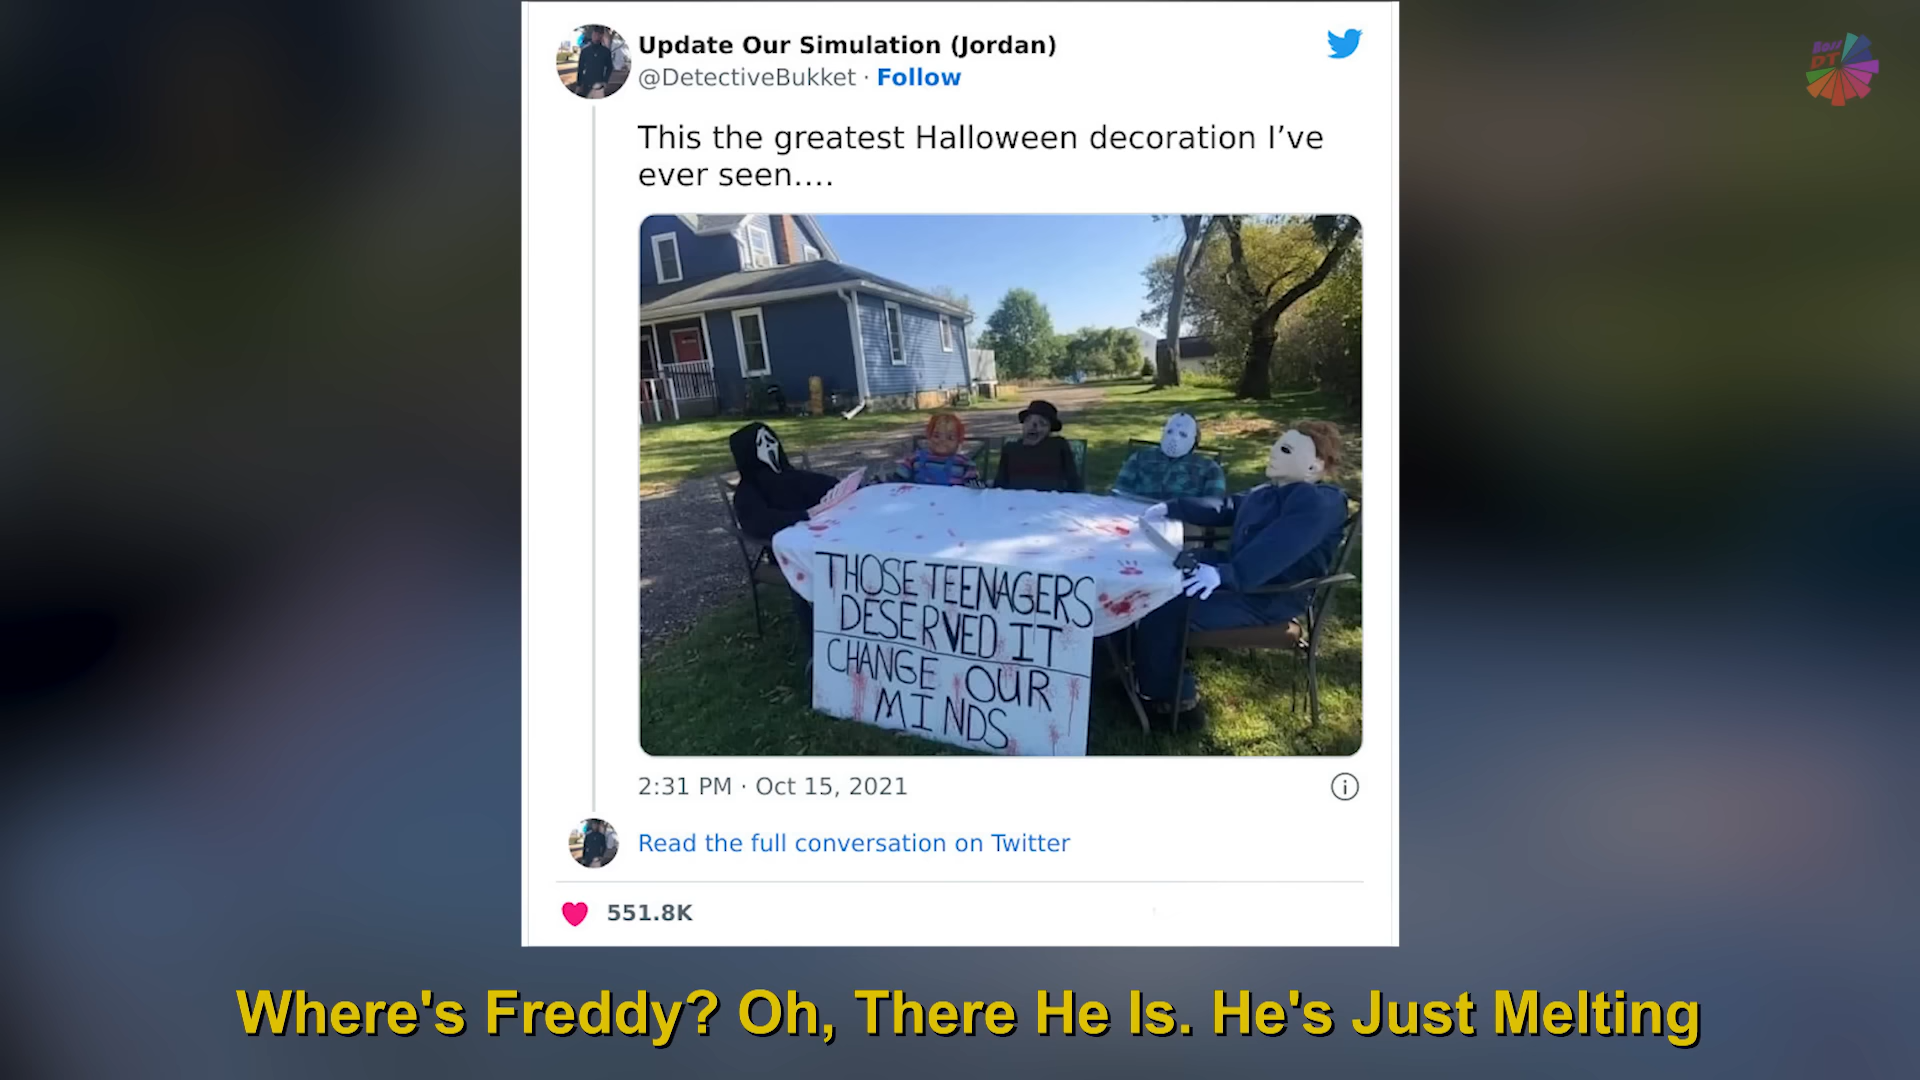 Update Our Simulation (Jordan)
@DetectiveBukket · Follow
This the greatest Halloween decoration I’ve
ever seen....
THOSE TEENAGERS
DESERVED IT
CHANGE OUR
MINDS
2:31 PM · Oct 15, 2021
Read the full conversation on Twitter
551.8K
Where's Freddy? Oh, There He Is. He's Just Melting
Boss
DT